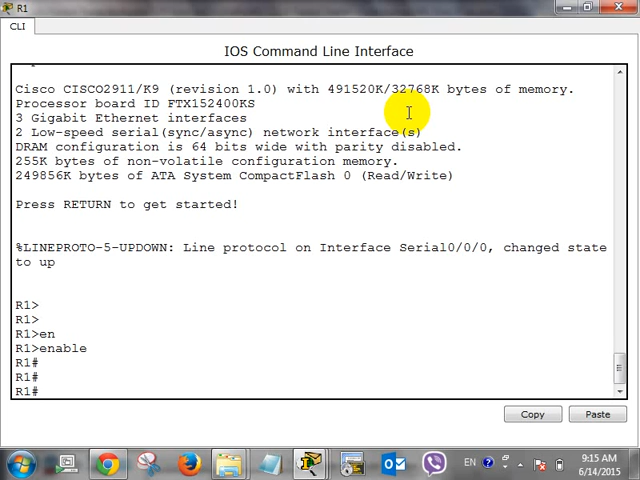 R1
CLI
IOS Command Line Interface
Cisco CISCO2911/K9 (revision 1.0) with 491520K/32768K bytes of memory.
Processor board ID FTX152400KS
3 Gigabit Ethernet interfaces
2 Low-speed serial(sync/async) network interface(s)
DRAM configuration is 64 bits wide with parity disabled.
255K bytes of non-volatile configuration memory.
249856K bytes of ATA System CompactFlash 0 (Read/Write)
Press RETURN to get started!
%LINEPROTO-5-UPDOWN: Line protocol on Interface Serial0/0/0, changed state
to up
R1>
R1>
R1>en
R1>enable
R1#
R1#
R1#
Copy
Paste
EN
9:15 AM
6/14/2015